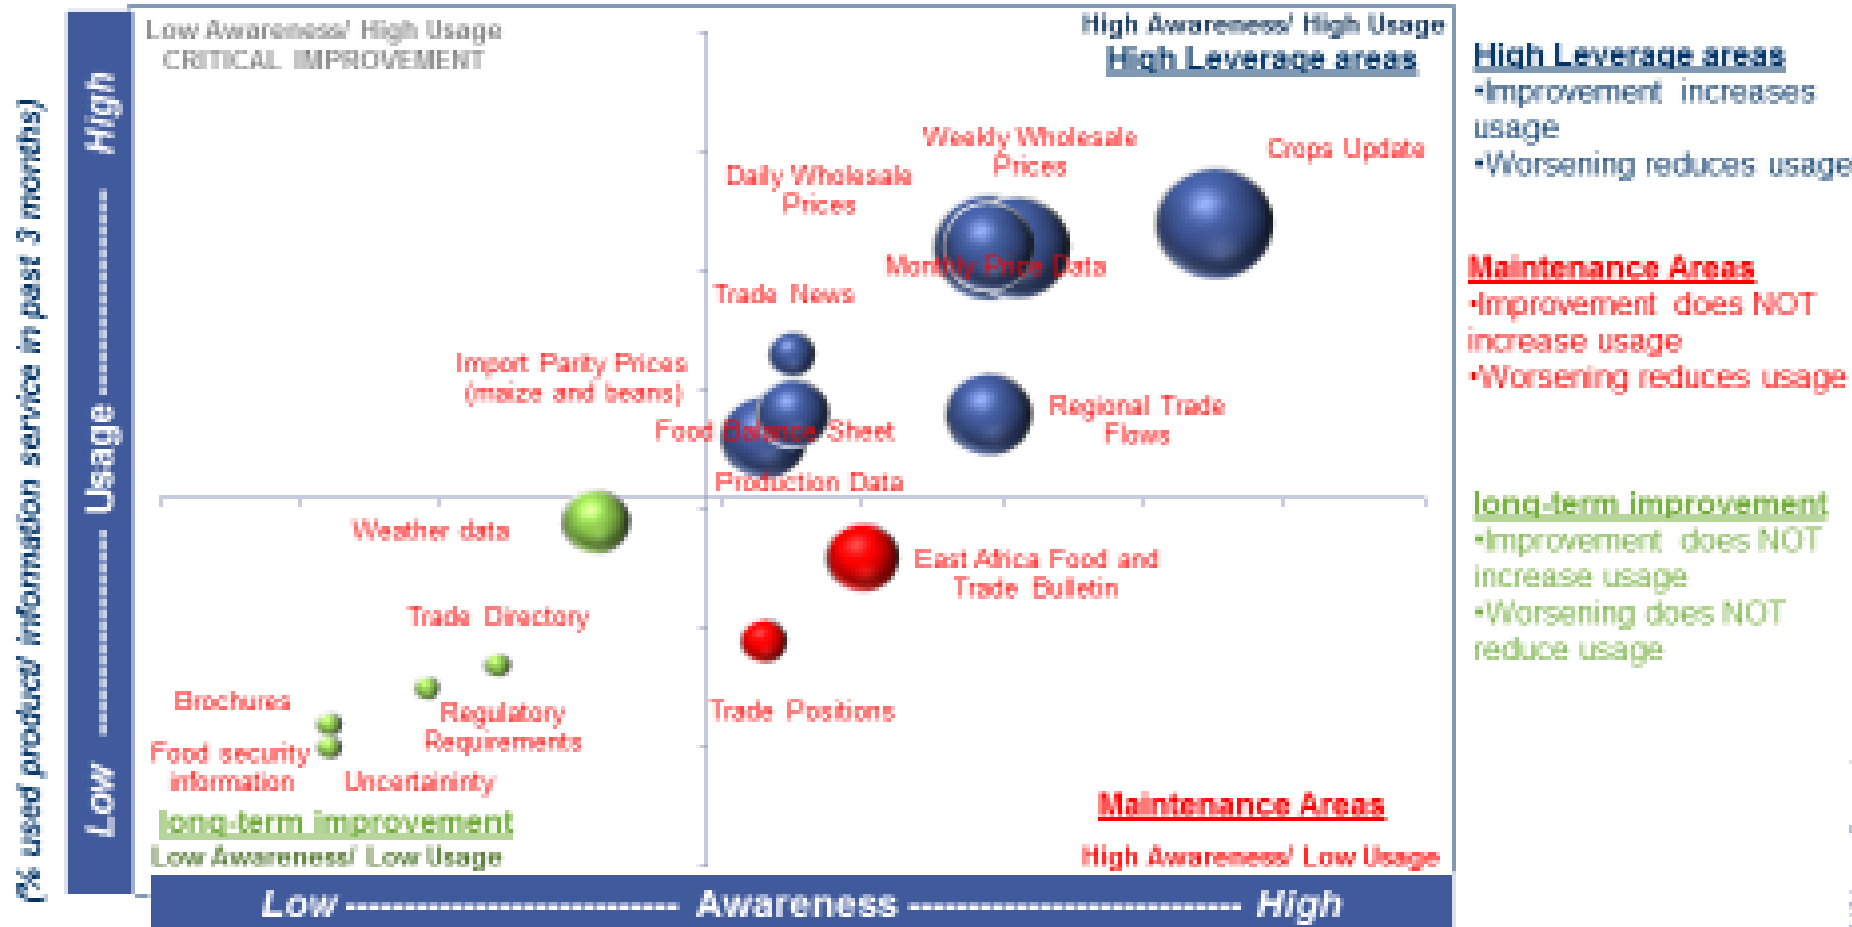 (% used product/ information service in past 3 months)
Low ---------------- Usage ---------------- High
Low Awareness/ High Usage
CRITICAL IMPROVEMENT
High Awareness/ High Usage
High Leverage areas
Weekly Wholesale
Prices
Crops Update
Daily Wholesale
Prices
Monthly Price Data
Trade News
Import Parity Prices
(maize and beans)
Food Balance Sheet
Regional Trade
Flows
Production Data
Weather data
East Africa Food and
Trade Bulletin
Trade Directory
Brochures
Regulatory
Requirements
Trade Positions
Food security
information
Uncertaininty
long-term improvement
Low Awareness/ Low Usage
Maintenance Areas
High Awareness/ Low Usage
Low ---------------------------- Awareness ---------------------------- High
High Leverage areas
•Improvement increases
usage
•Worsening reduces usage
Maintenance Areas
•Improvement does NOT
increase usage
•Worsening reduces usage
long-term improvement
•Improvement does NOT
increase usage
•Worsening does NOT
reduce usage